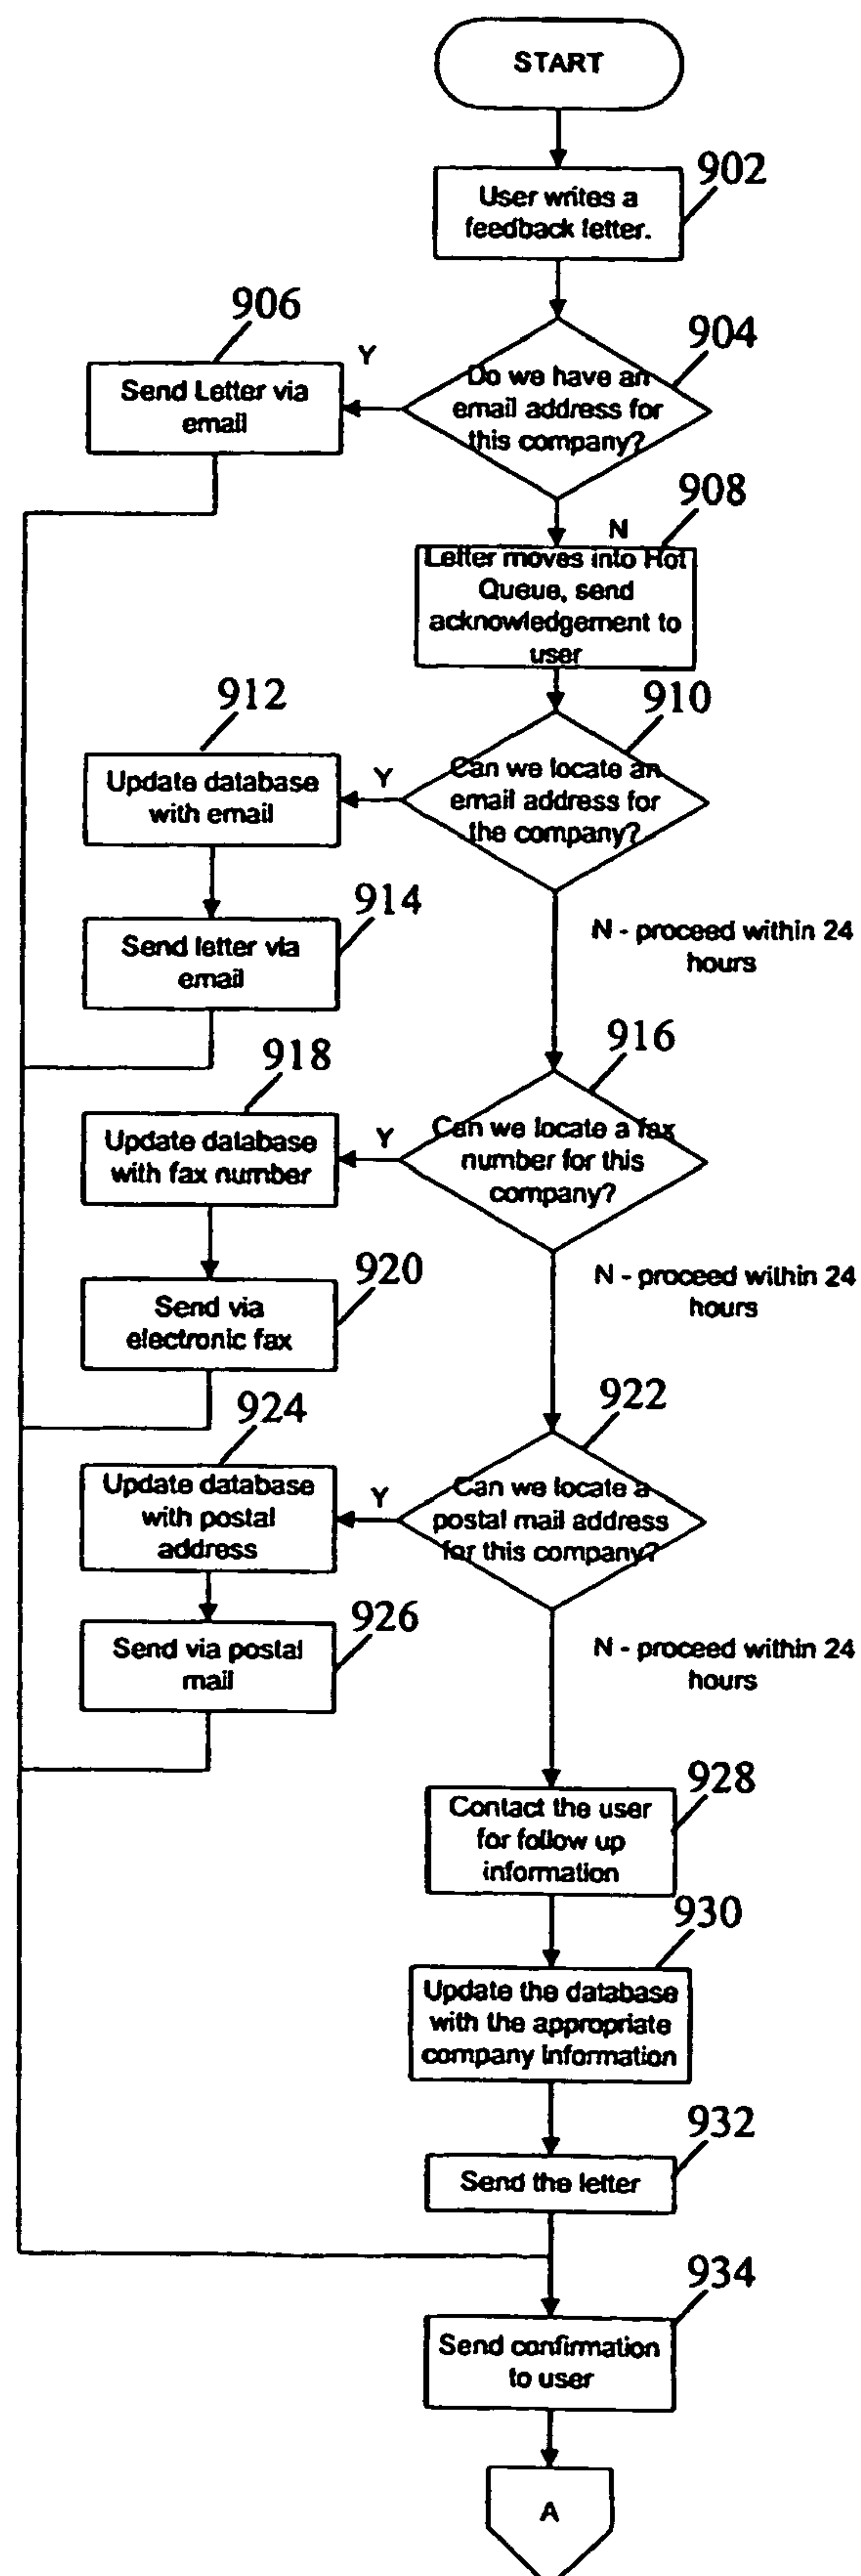 START
902
User writes a
feedback letter.
906
904
Y
Send Letter via
email
Do we have an
email address for
this company?
908
N
Letter moves into Hot
Queue, send
acknowledgement to
user
912
910
Y
Update database
with email
Can we locate an
email address for
the company?
914
Send letter via
email
N - proceed within 24
hours
918
916
Y
Update database
with fax number
Can we locate a fax
number for this
company?
920
Send via
electronic fax
N - proceed within 24
hours
924
922
Y
Update database
with postal
address
Can we locate a
postal mail address
for this company?
926
Send via postal
mail
N - proceed within 24
hours
928
Contact the user
for follow up
information
930
Update the database
with the appropriate
company information
932
Send the letter
934
Send confirmation
to user
A